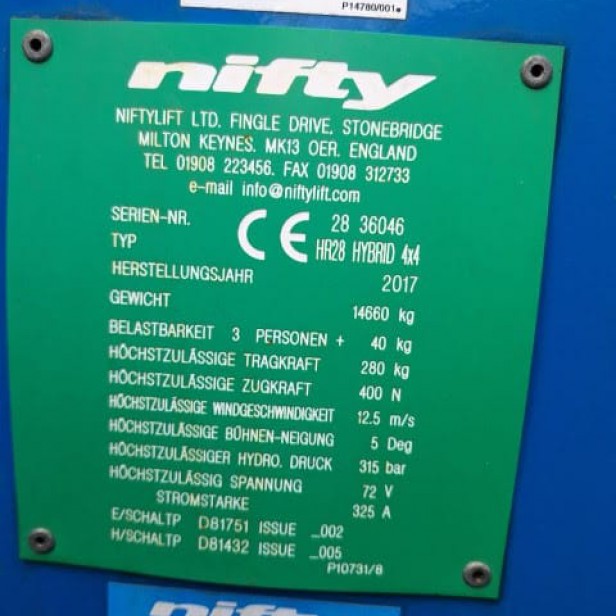 P14780/001
nifty
NIFTYLIFT LTD. FINGLE DRIVE, STONEBRIDGE
MILTON KEYNES. MK13 OER. ENGLAND
TEL 01908 223456. FAX 01908 312733
e-mail info@niftylift.com
SERIEN-NR. 28 36046
TYP CE HR28 HYBRID 4x4
HERSTELLUNGSJAHR 2017
GEWICHT 14660 kg
BELASTBARKEIT 3 PERSONEN + 40 kg
HÖCHSTZULÄSSIGE TRAGKRAFT 280 kg
HÖCHSTZULÄSSIGE ZUGKRAFT 400 N
HÖCHSTZULÄSSIGE WINDGESCHWINDIGKEIT 12.5 m/s
HÖCHSTZULÄSSIGE BÜHNEN-NEIGUNG 5 Deg
HÖCHSTZULÄSSIGER HYDRO. DRUCK 315 bar
HÖCHSTZULÄSSIG SPANNUNG 72 V
STROMSTARKE 325 A
E/SCHALTP D81751 ISSUE _002
H/SCHALTP D81432 ISSUE _005
P10731/8
nifty